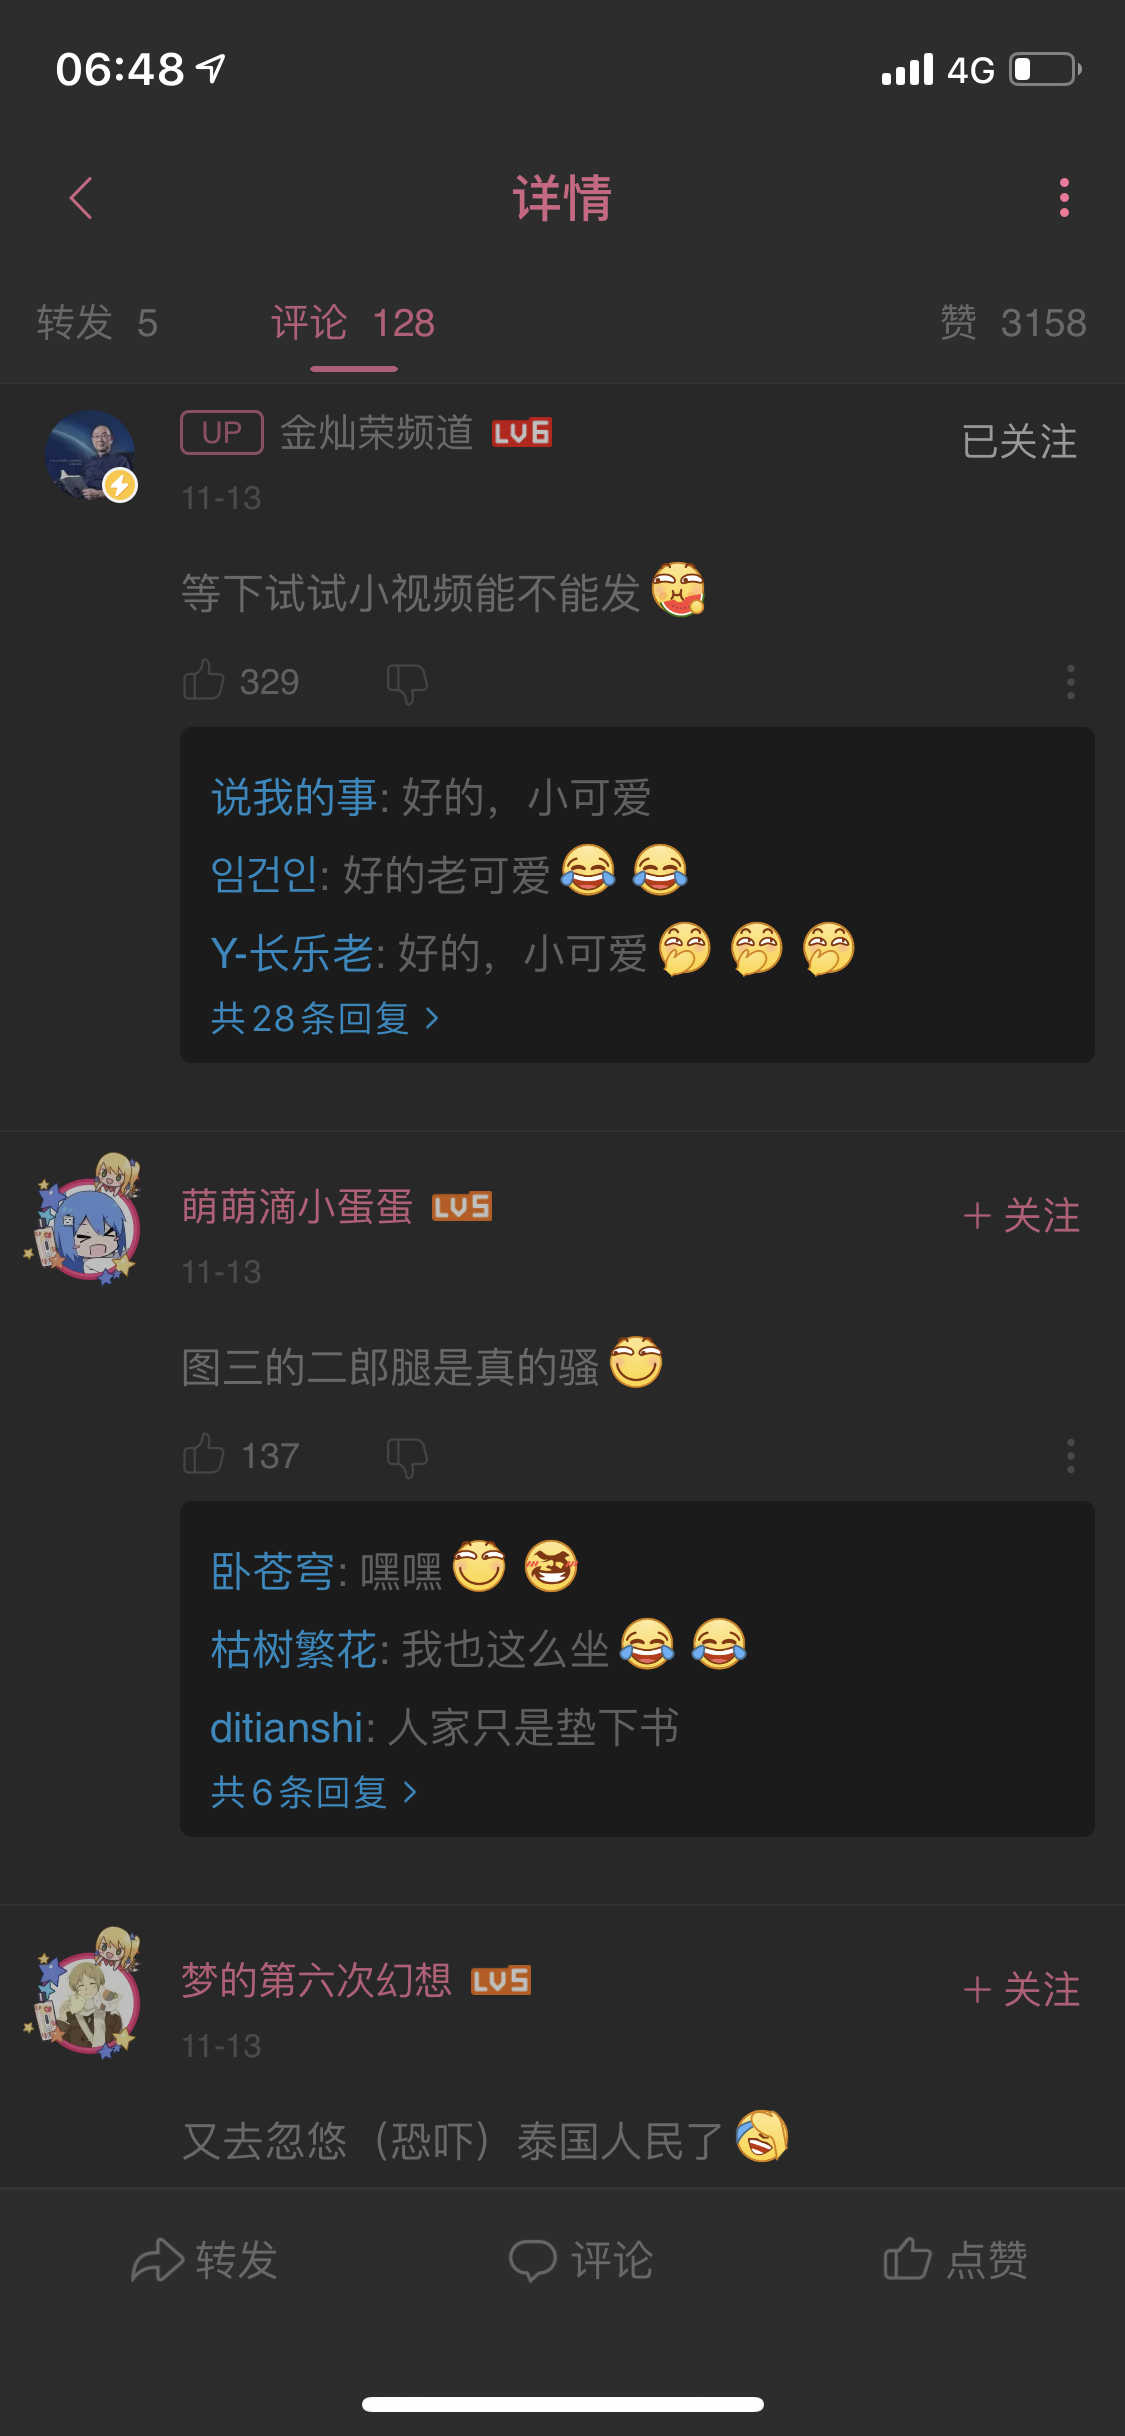 06:48 4G
详情
转发 5 评论 128 赞 3158
UP 金灿荣频道 LV6 已关注
11-13
等下试试小视频能不能发
329
说我的事: 好的，小可爱
임건인: 好的老可爱
Y-长乐老: 好的，小可爱
共28条回复 >
萌萌滴小蛋蛋 LV5 + 关注
11-13
图三的二郎腿是真的骚
137
卧苍穹: 嘿嘿
枯树繁花: 我也这么坐
ditianshi: 人家只是垫下书
共6条回复 >
梦的第六次幻想 LV5 + 关注
11-13
又去忽悠（恐吓）泰国人民了
转发 评论 点赞